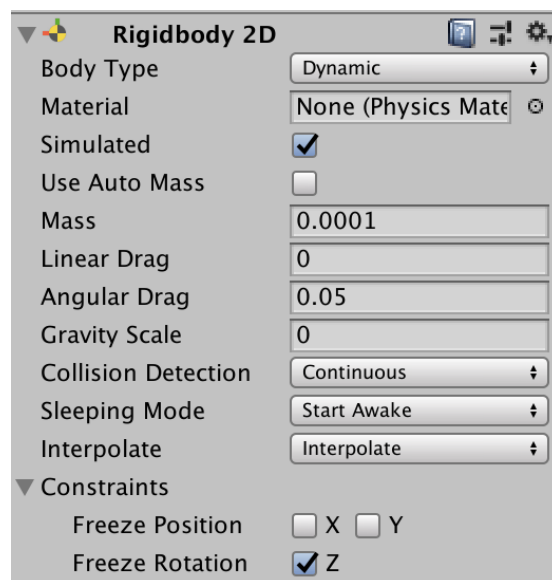 Rigidbody 2D
Body Type Dynamic
Material None (Physics Mate
Simulated
Use Auto Mass
Mass 0.0001
Linear Drag 0
Angular Drag 0.05
Gravity Scale 0
Collision Detection Continuous
Sleeping Mode Start Awake
Interpolate Interpolate
Constraints
Freeze Position X Y
Freeze Rotation Z